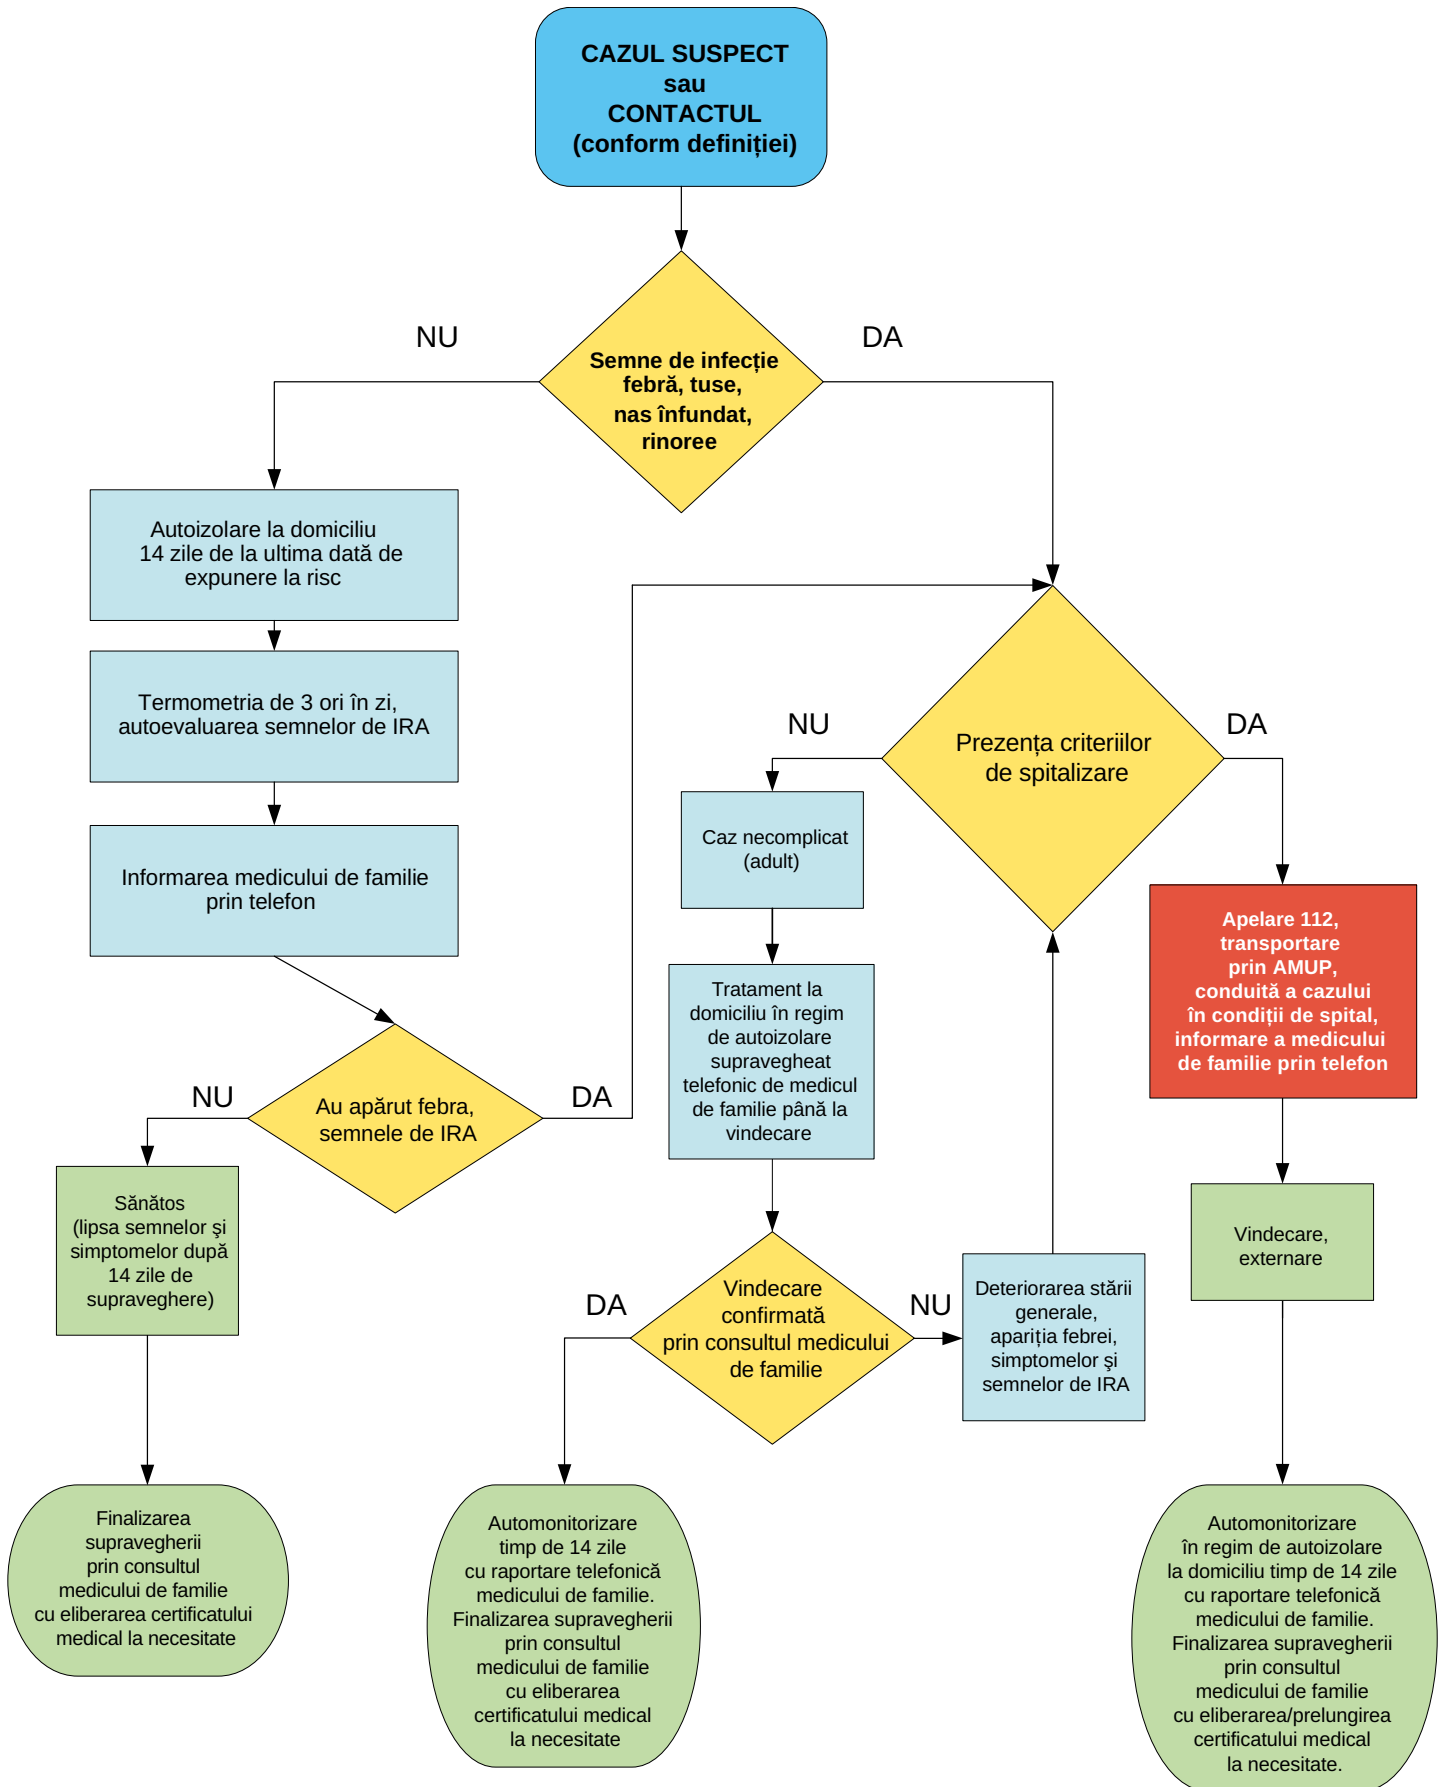 CAZUL SUSPECT
sau
CONTACTUL
(conform definiției)
NU
DA
Semne de infecție
febră, tuse,
nas înfundat,
rinoree
Autoizolare la domiciliu
14 zile de la ultima dată de
expunere la risc
Termometria de 3 ori în zi,
autoevaluarea semnelor de IRA
Informarea medicului de familie
prin telefon
NU
Au apărut febra,
semnele de IRA
DA
Sănătos
(lipsa semnelor şi
simptomelor după
14 zile de
supraveghere)
Finalizarea
supravegherii
prin consultul
medicului de familie
cu eliberarea certificatului
medical la necesitate
NU
Prezența criteriilor
de spitalizare
DA
Caz necomplicat
(adult)
Tratament la
domiciliu în regim
de autoizolare
supravegheat
telefonic de medicul
de familie până la
vindecare
DA
Vindecare
confirmată
prin consultul medicului
de familie
NU
Deteriorarea stării
generale,
apariția febrei,
simptomelor şi
semnelor de IRA
Automonitorizare
timp de 14 zile
cu raportare telefonică
medicului de familie.
Finalizarea supravegherii
prin consultul
medicului de familie
cu eliberarea
certificatului medical
la necesitate
Apelare 112,
transportare
prin AMUP,
conduită a cazului
în condiții de spital,
informare a medicului
de familie prin telefon
Vindecare,
externare
Automonitorizare
în regim de autoizolare
la domiciliu timp de 14 zile
cu raportare telefonică
medicului de familie.
Finalizarea supravegherii
prin consultul
medicului de familie
cu eliberarea/prelungirea
certificatului medical
la necesitate.